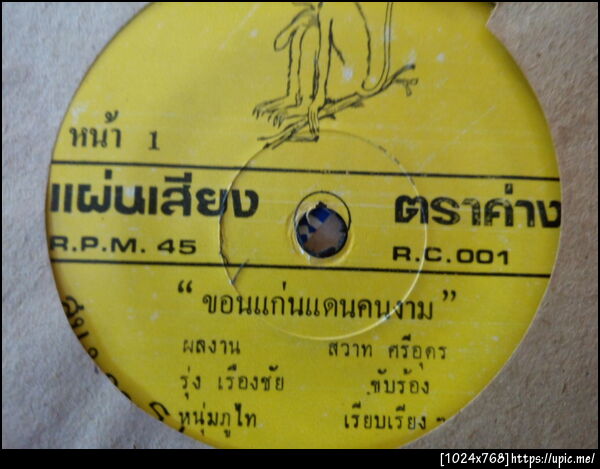 หน้า 1
แผ่นเสียง ตราค่าง
R.P.M. 45 R.C.001
“ ขอนแก่นแดนคนงาม ”
ผลงาน สวาท ศรีอุดร
รุ่ง เรืองชัย ขับร้อง
หนุ่มภูไท เรียบเรียง
[1024x768]https://upic.me/